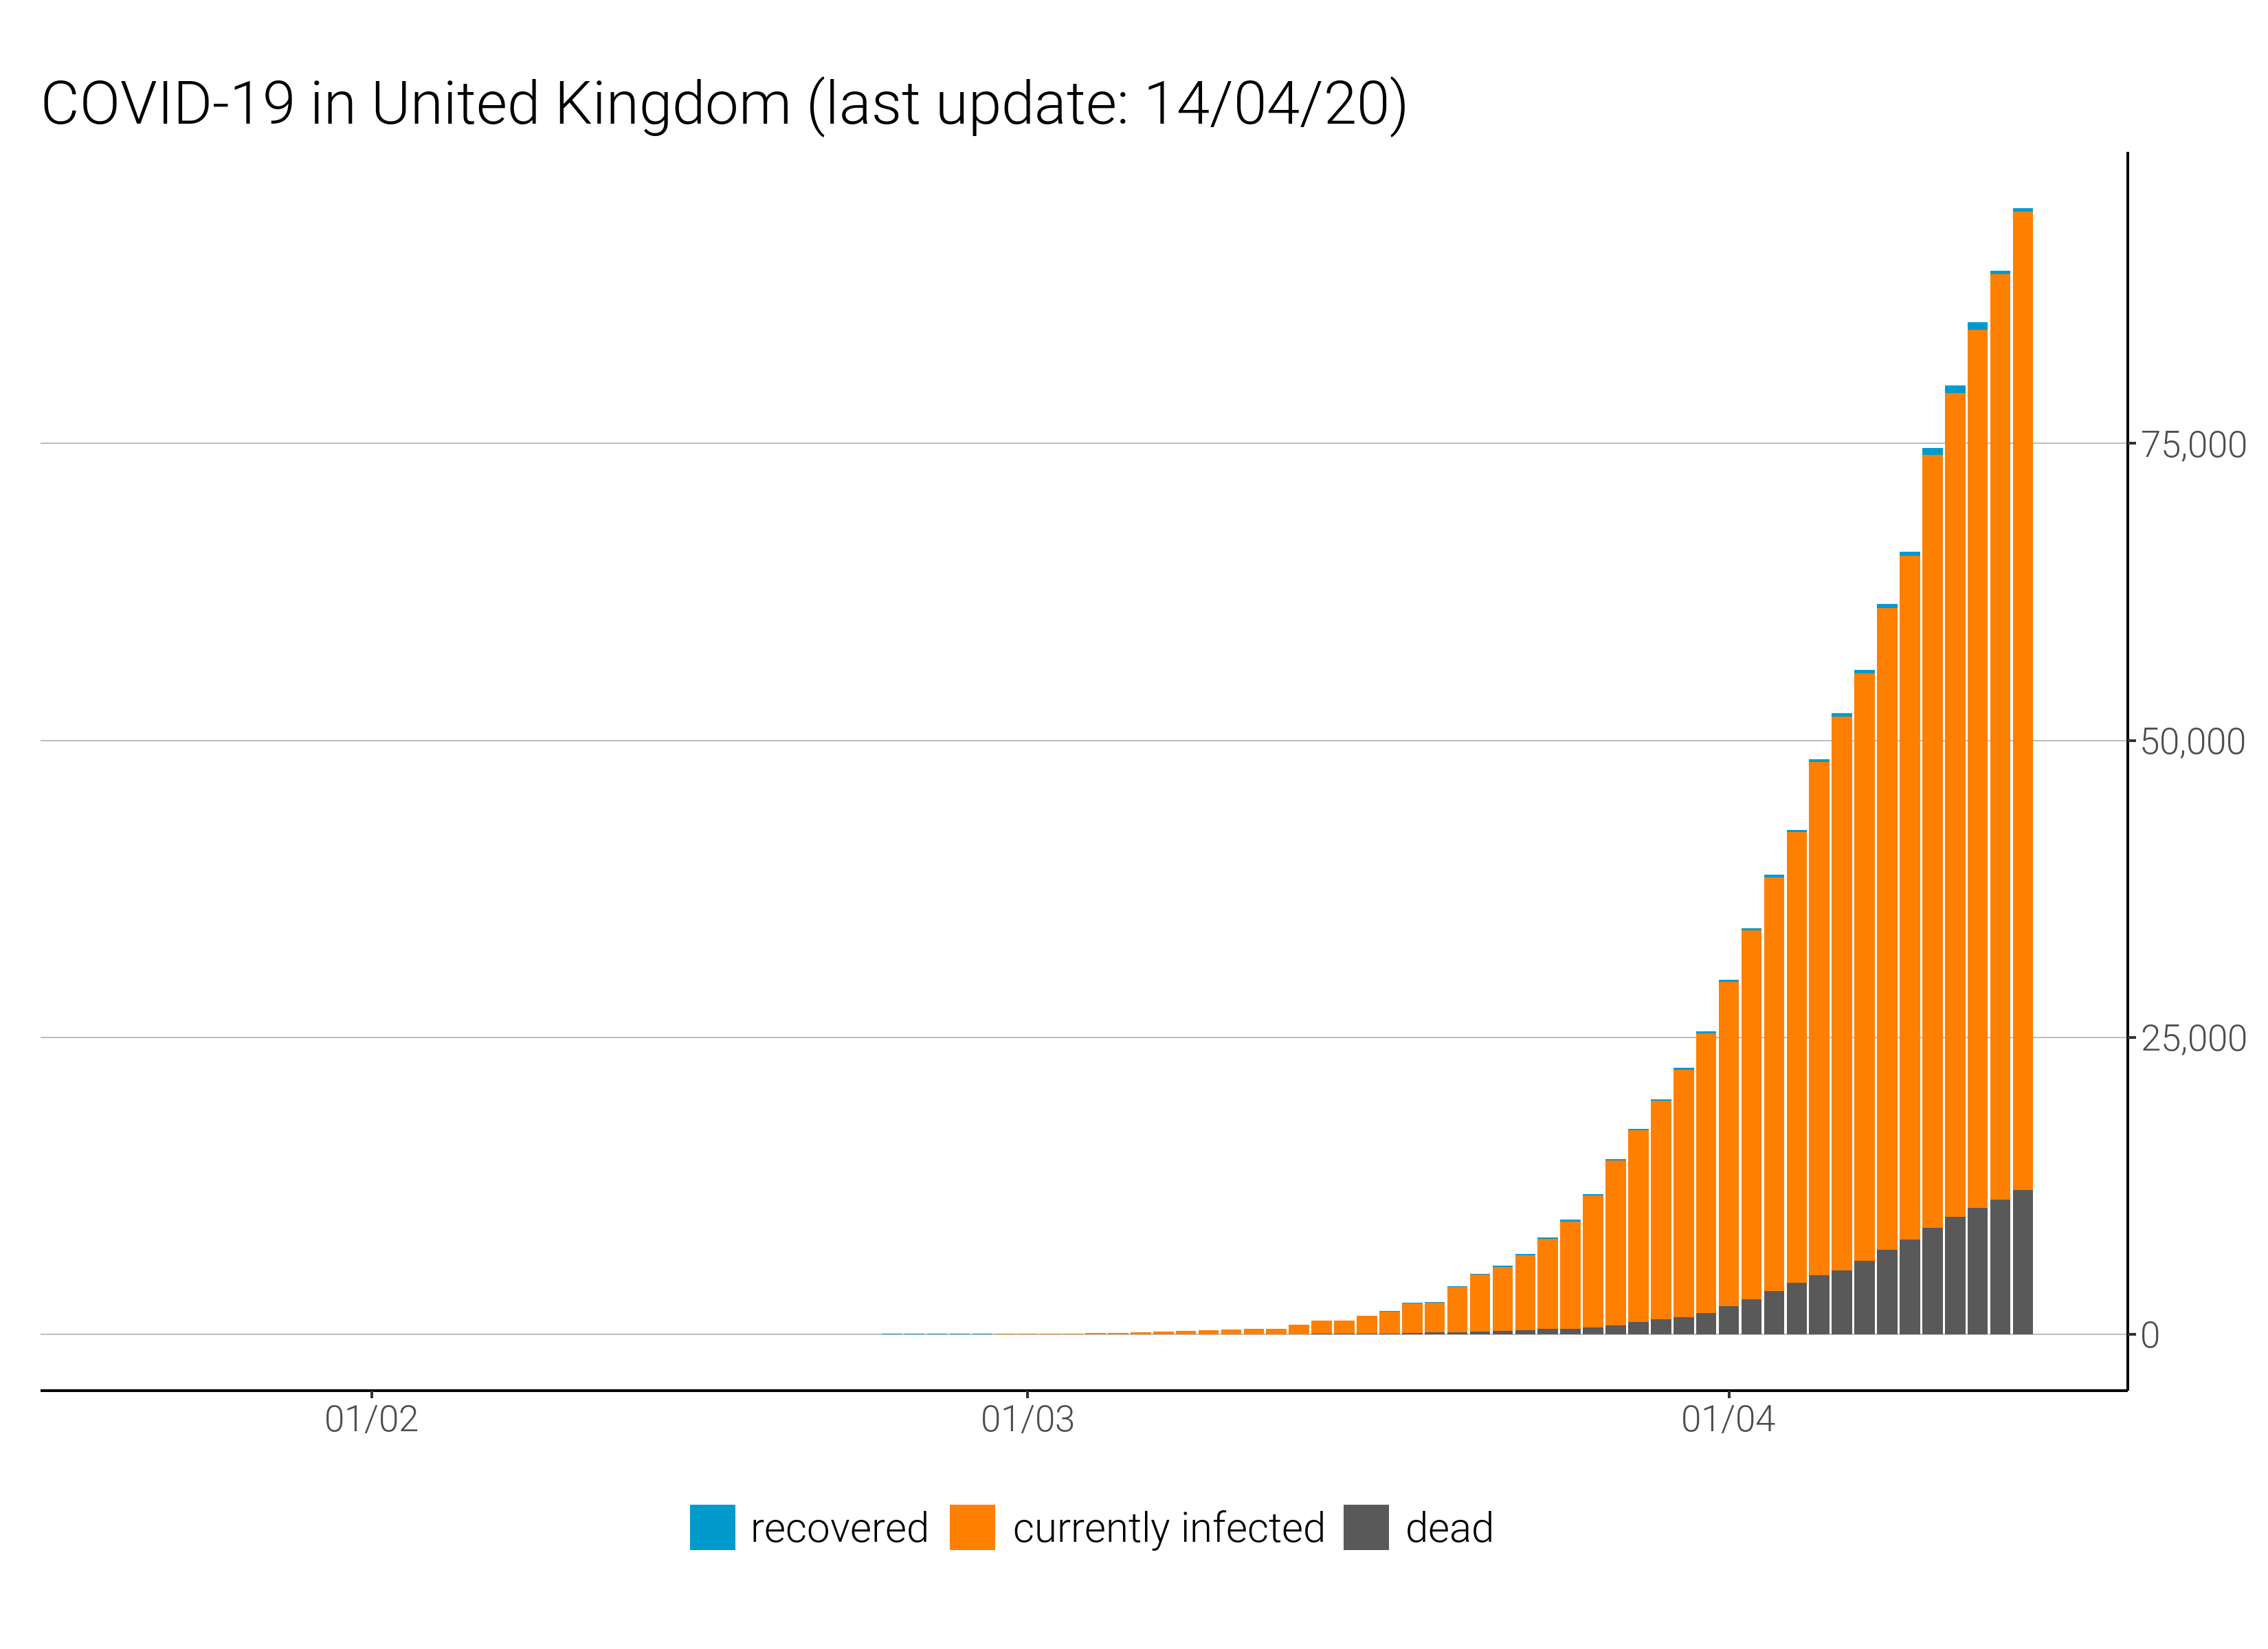 COVID-19 in United Kingdom (last update: 14/04/20)
75,000
50,000
25,000
0
01/02 01/03 01/04
recovered currently infected dead